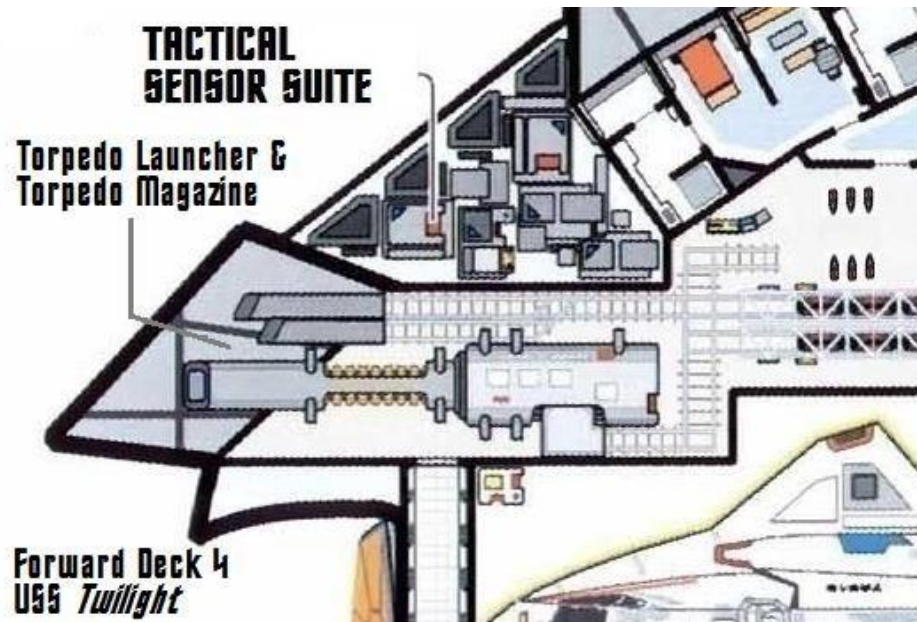 TACTICAL
SENSOR SUITE
Torpedo Launcher &
Torpedo Magazine
Forward Deck 4
USS Twilight